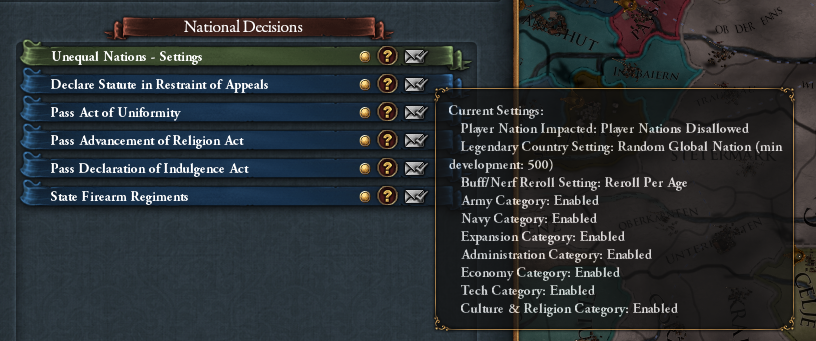 National Decisions
Unequal Nations - Settings
Declare Statute in Restraint of Appeals
Pass Act of Uniformity
Pass Advancement of Religion Act
Pass Declaration of Indulgence Act
State Firearm Regiments
Current Settings:
Player Nation Impacted: Player Nations Disallowed
Legendary Country Setting: Random Global Nation (min
development: 500)
Buff/Nerf Reroll Setting: Reroll Per Age
Army Category: Enabled
Navy Category: Enabled
Expansion Category: Enabled
Administration Category: Enabled
Economy Category: Enabled
Tech Category: Enabled
Culture & Religion Category: Enabled
OB DER ENNS